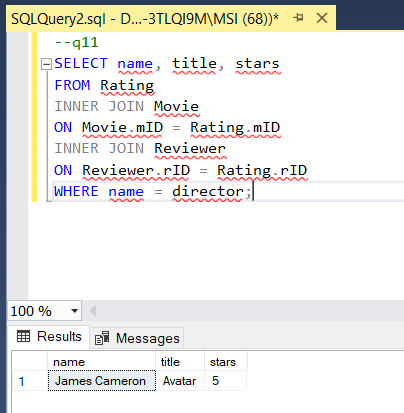 SQLQuery2.sql - D...-3TLQI9M\MSI (68))*
--q11
SELECT name, title, stars
FROM Rating
INNER JOIN Movie
ON Movie.mID = Rating.mID
INNER JOIN Reviewer
ON Reviewer.rID = Rating.rID
WHERE name = director;
100 %
Results Messages
name title stars
1 James Cameron Avatar 5